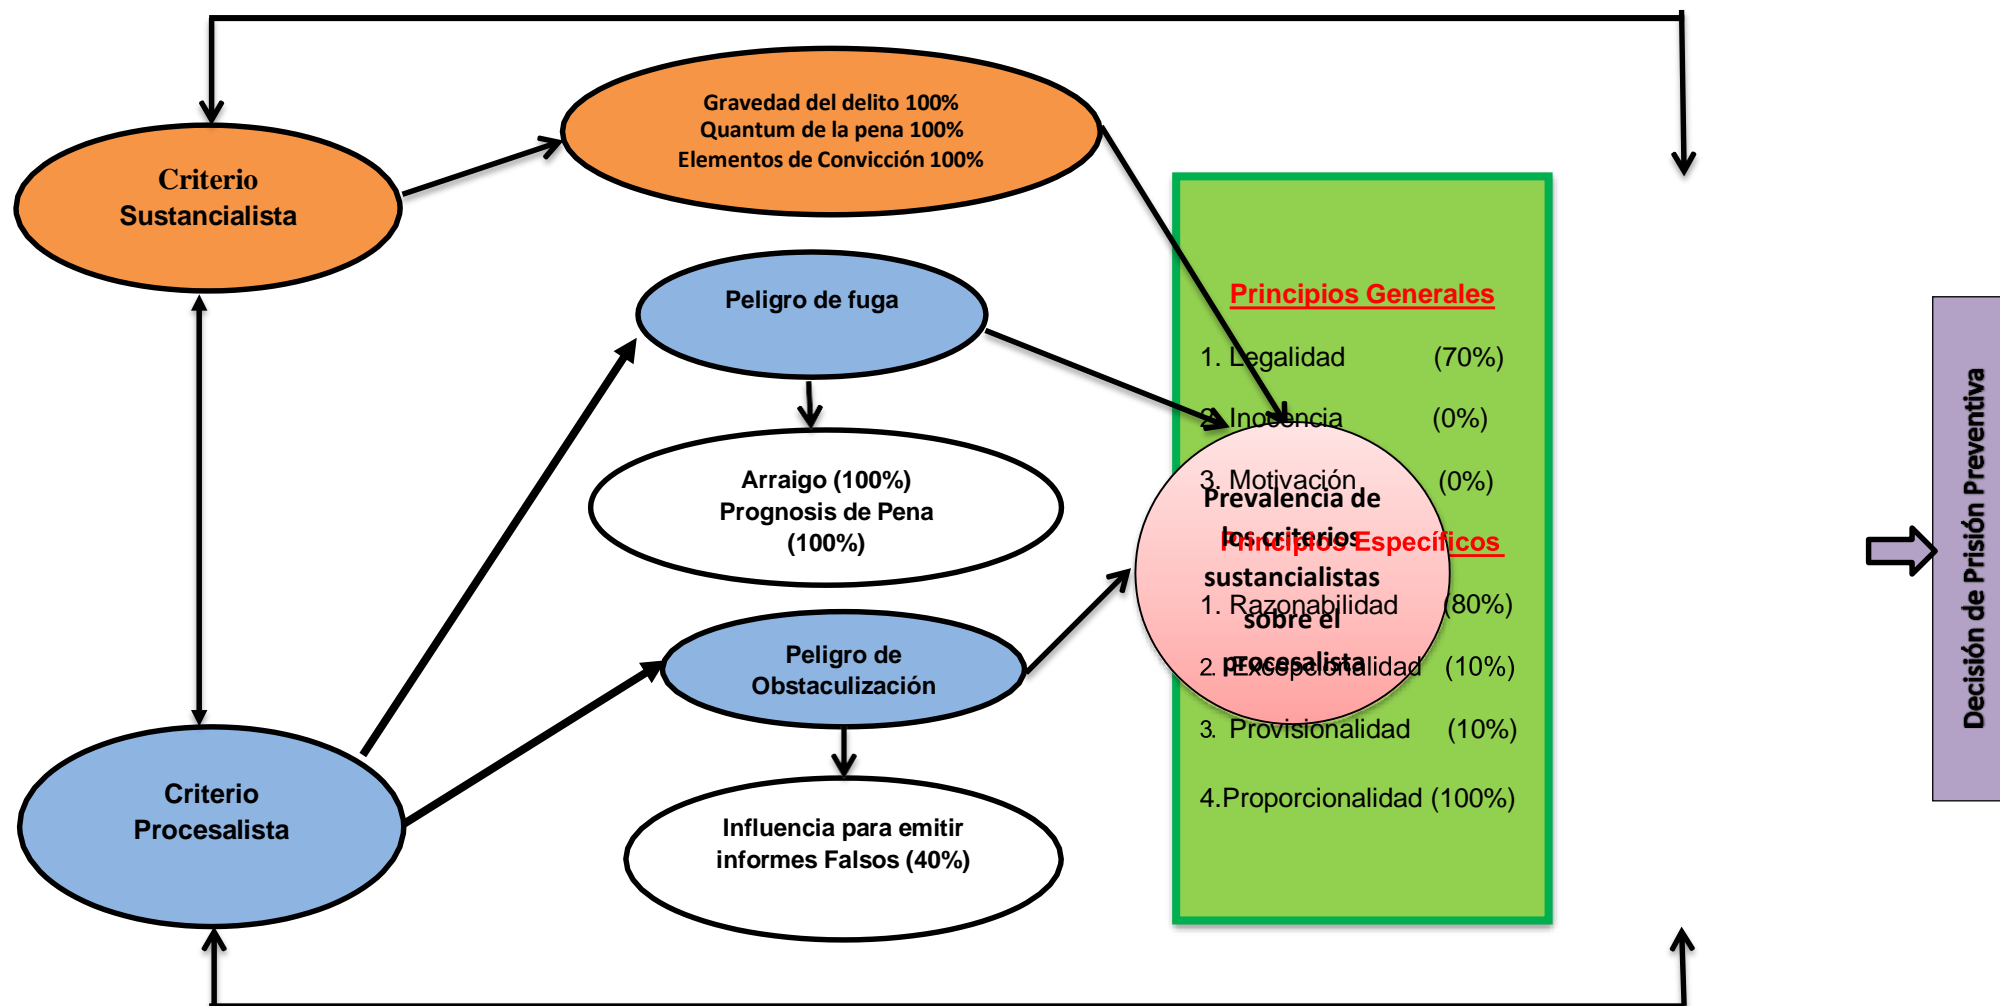 Gravedad del delito 100%
Quantum de la pena 100%
Elementos de Convicción 100%
Criterio
Sustancialista
Peligro de fuga
Arraigo (100%)
Prognosis de Pena
(100%)
Peligro de
Obstaculización
Influencia para emitir
informes Falsos (40%)
Criterio
Procesalista
Principios Generales
1. Legalidad (70%)
2. Inocencia (0%)
3. Motivación (0%)
Principios Específicos
1. Razonabilidad (80%)
2. Excepcionalidad (10%)
3. Provisionalidad (10%)
4.Proporcionalidad (100%)
Prevalencia de
los criterios
sustancialistas
sobre el
procesalista
Decisión de Prisión Preventiva